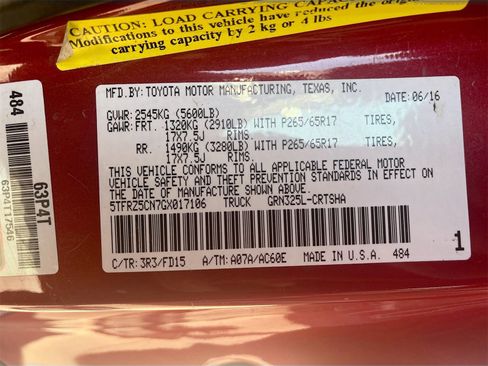 CAUTION: LOAD CARRYING CAPACITY
Modifications to this vehicle have reduced the original
carrying capacity by 2 kg or 4 lbs
MFD.BY:TOYOTA MOTOR MANUFACTURING, TEXAS, INC.
DATE: 06/16
GVWR: 2545KG (5600LB)
GAWR: FRT. 1320KG (2910LB) WITH P265/65R17 TIRES,
17X7.5J RIMS.
RR. 1490KG (3280LB) WITH P265/65R17 TIRES,
17X7.5J RIMS.
THIS VEHICLE CONFORMS TO ALL APPLICABLE FEDERAL MOTOR
VEHICLE SAFETY AND THEFT PREVENTION STANDARDS IN EFFECT
ON THE DATE OF MANUFACTURE SHOWN ABOVE.
5TFRZ5CN7GX017106 TRUCK GRN325L-CRTSHA
1
C/TR: 3R3/FD15 A/TM: A07A/AC60E MADE IN U.S.A. 484
484
63P4T
63P4T17546